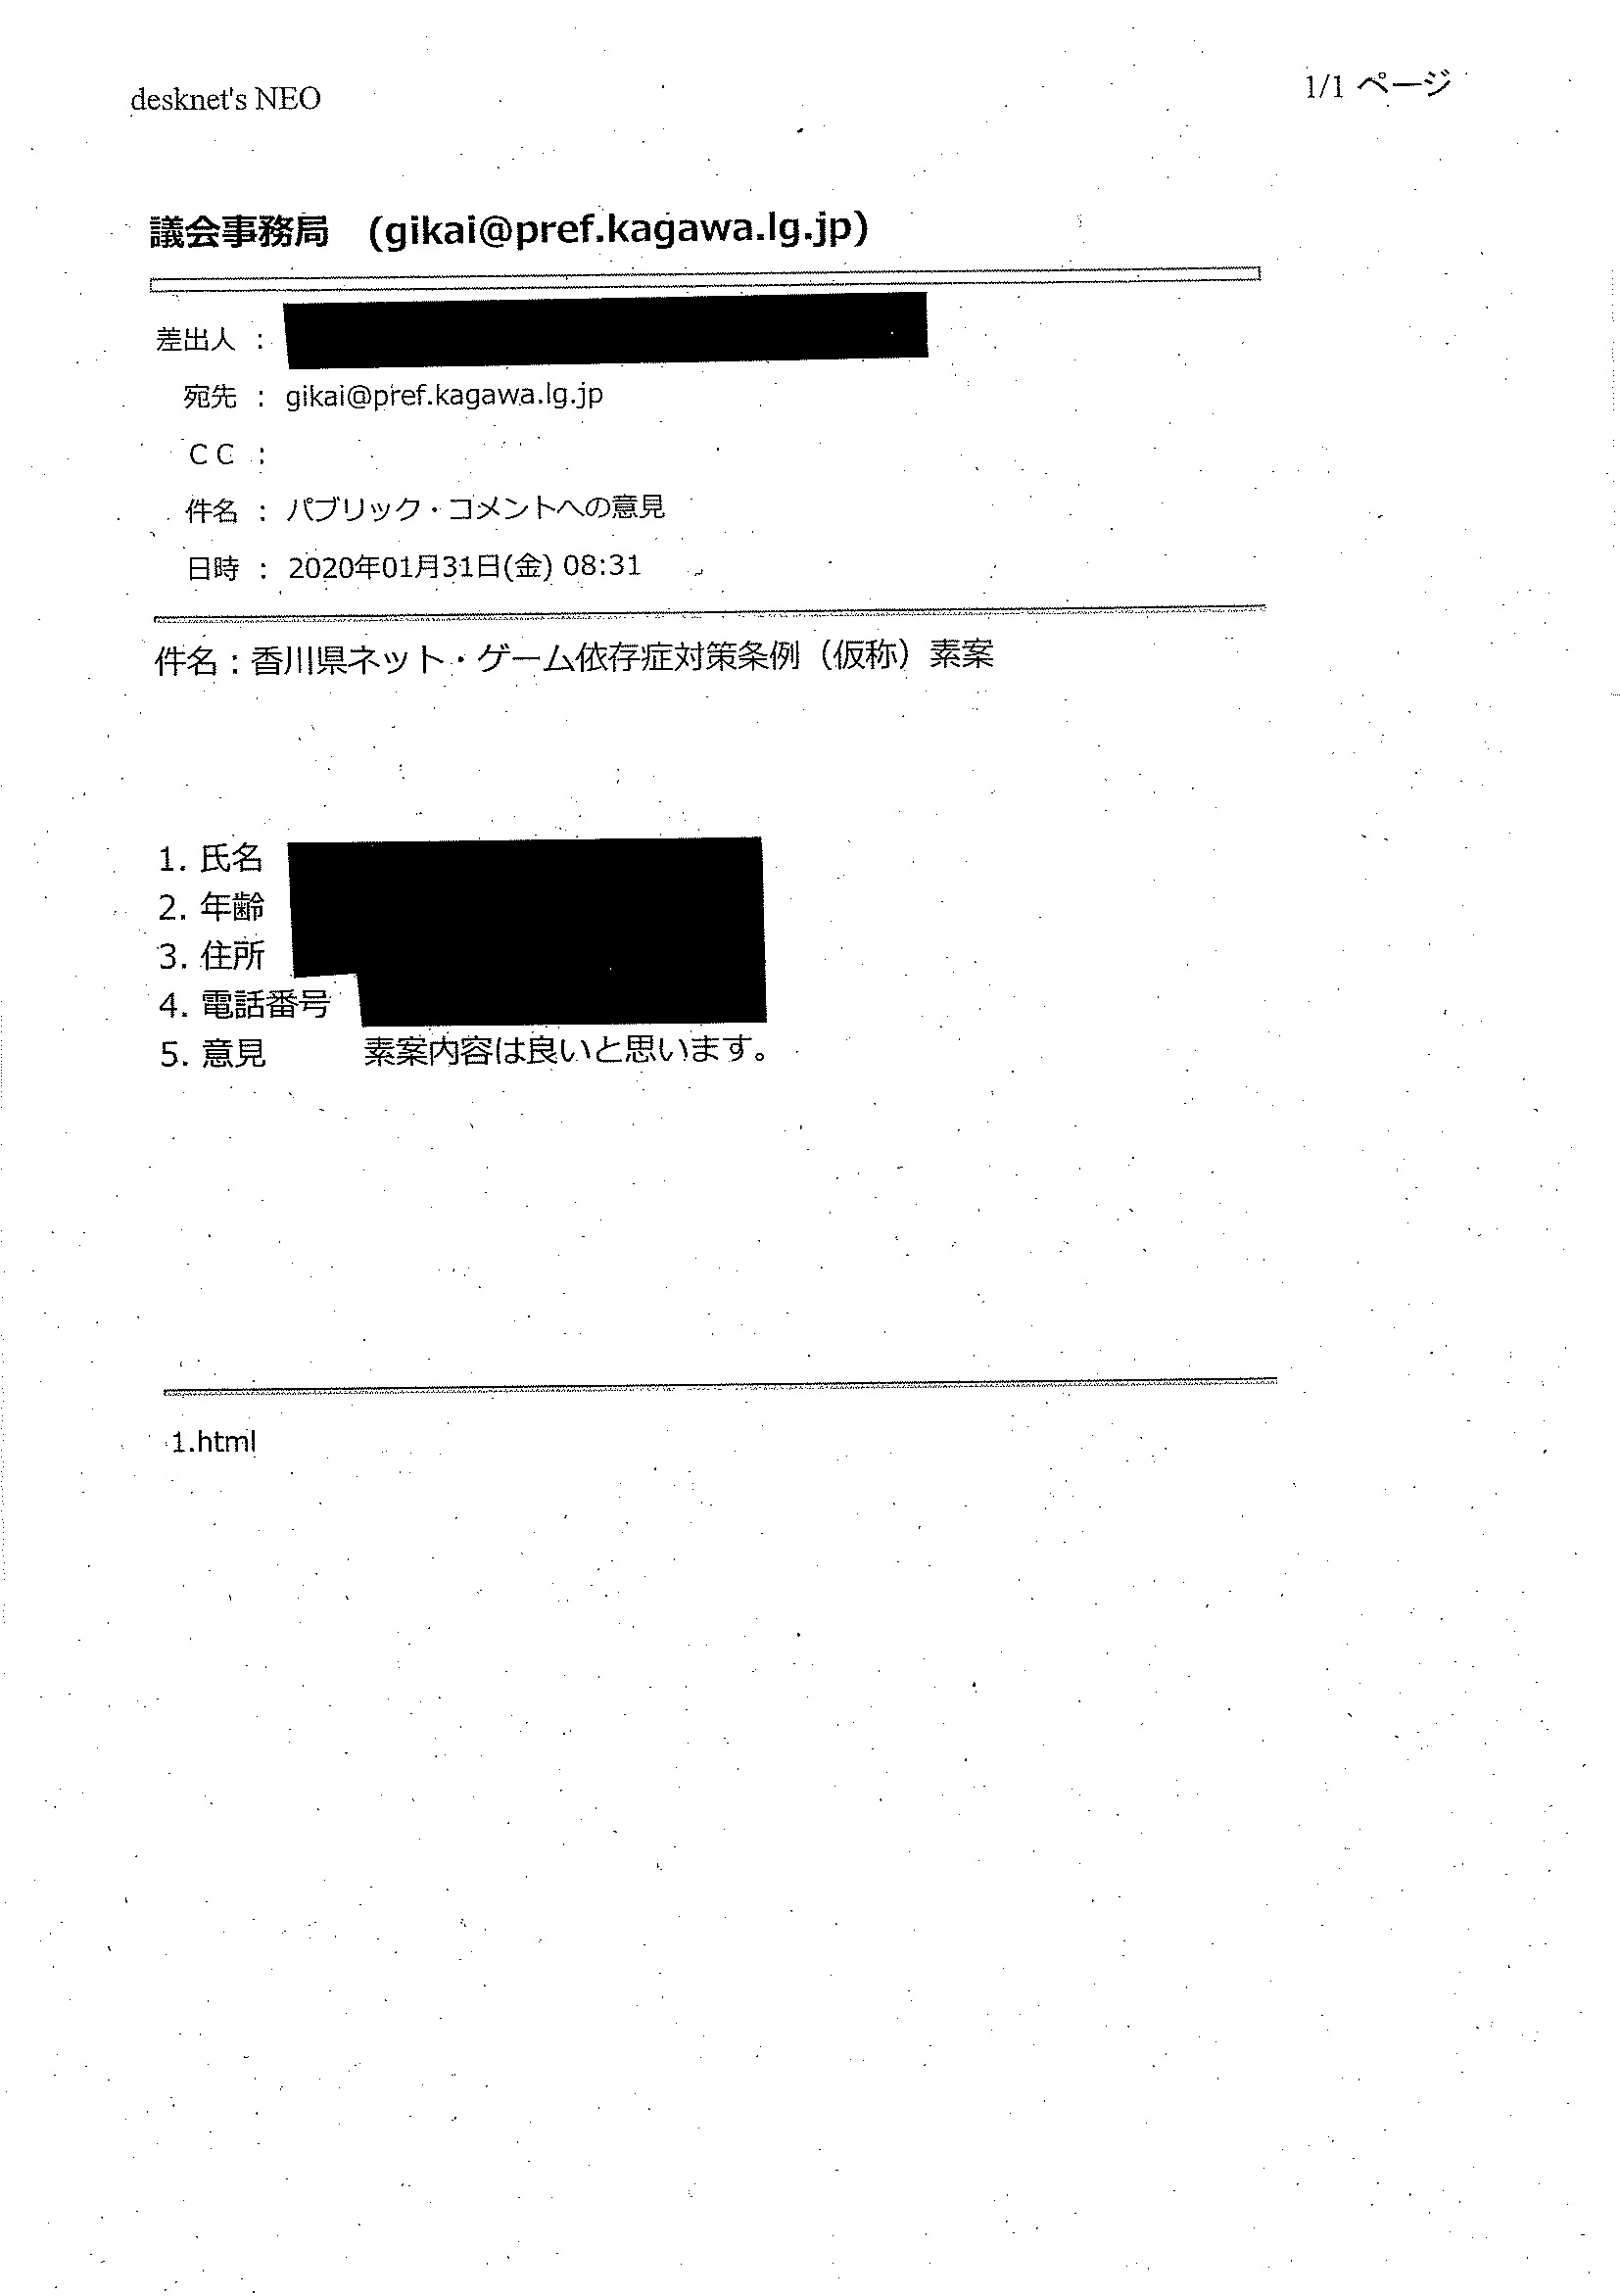 desknet's NEO
1/1 ページ
議会事務局 (gikai@pref.kagawa.lg.jp)
差出人 :
宛先 : gikai@pref.kagawa.lg.jp
CC :
件名 : パブリック・コメントへの意見
日時 : 2020年01月31日(金) 08:31
件名：香川県ネット・ゲーム依存症対策条例（仮称）素案
1. 氏名
2. 年齢
3. 住所
4. 電話番号
5. 意見 素案内容は良いと思います。
1.html